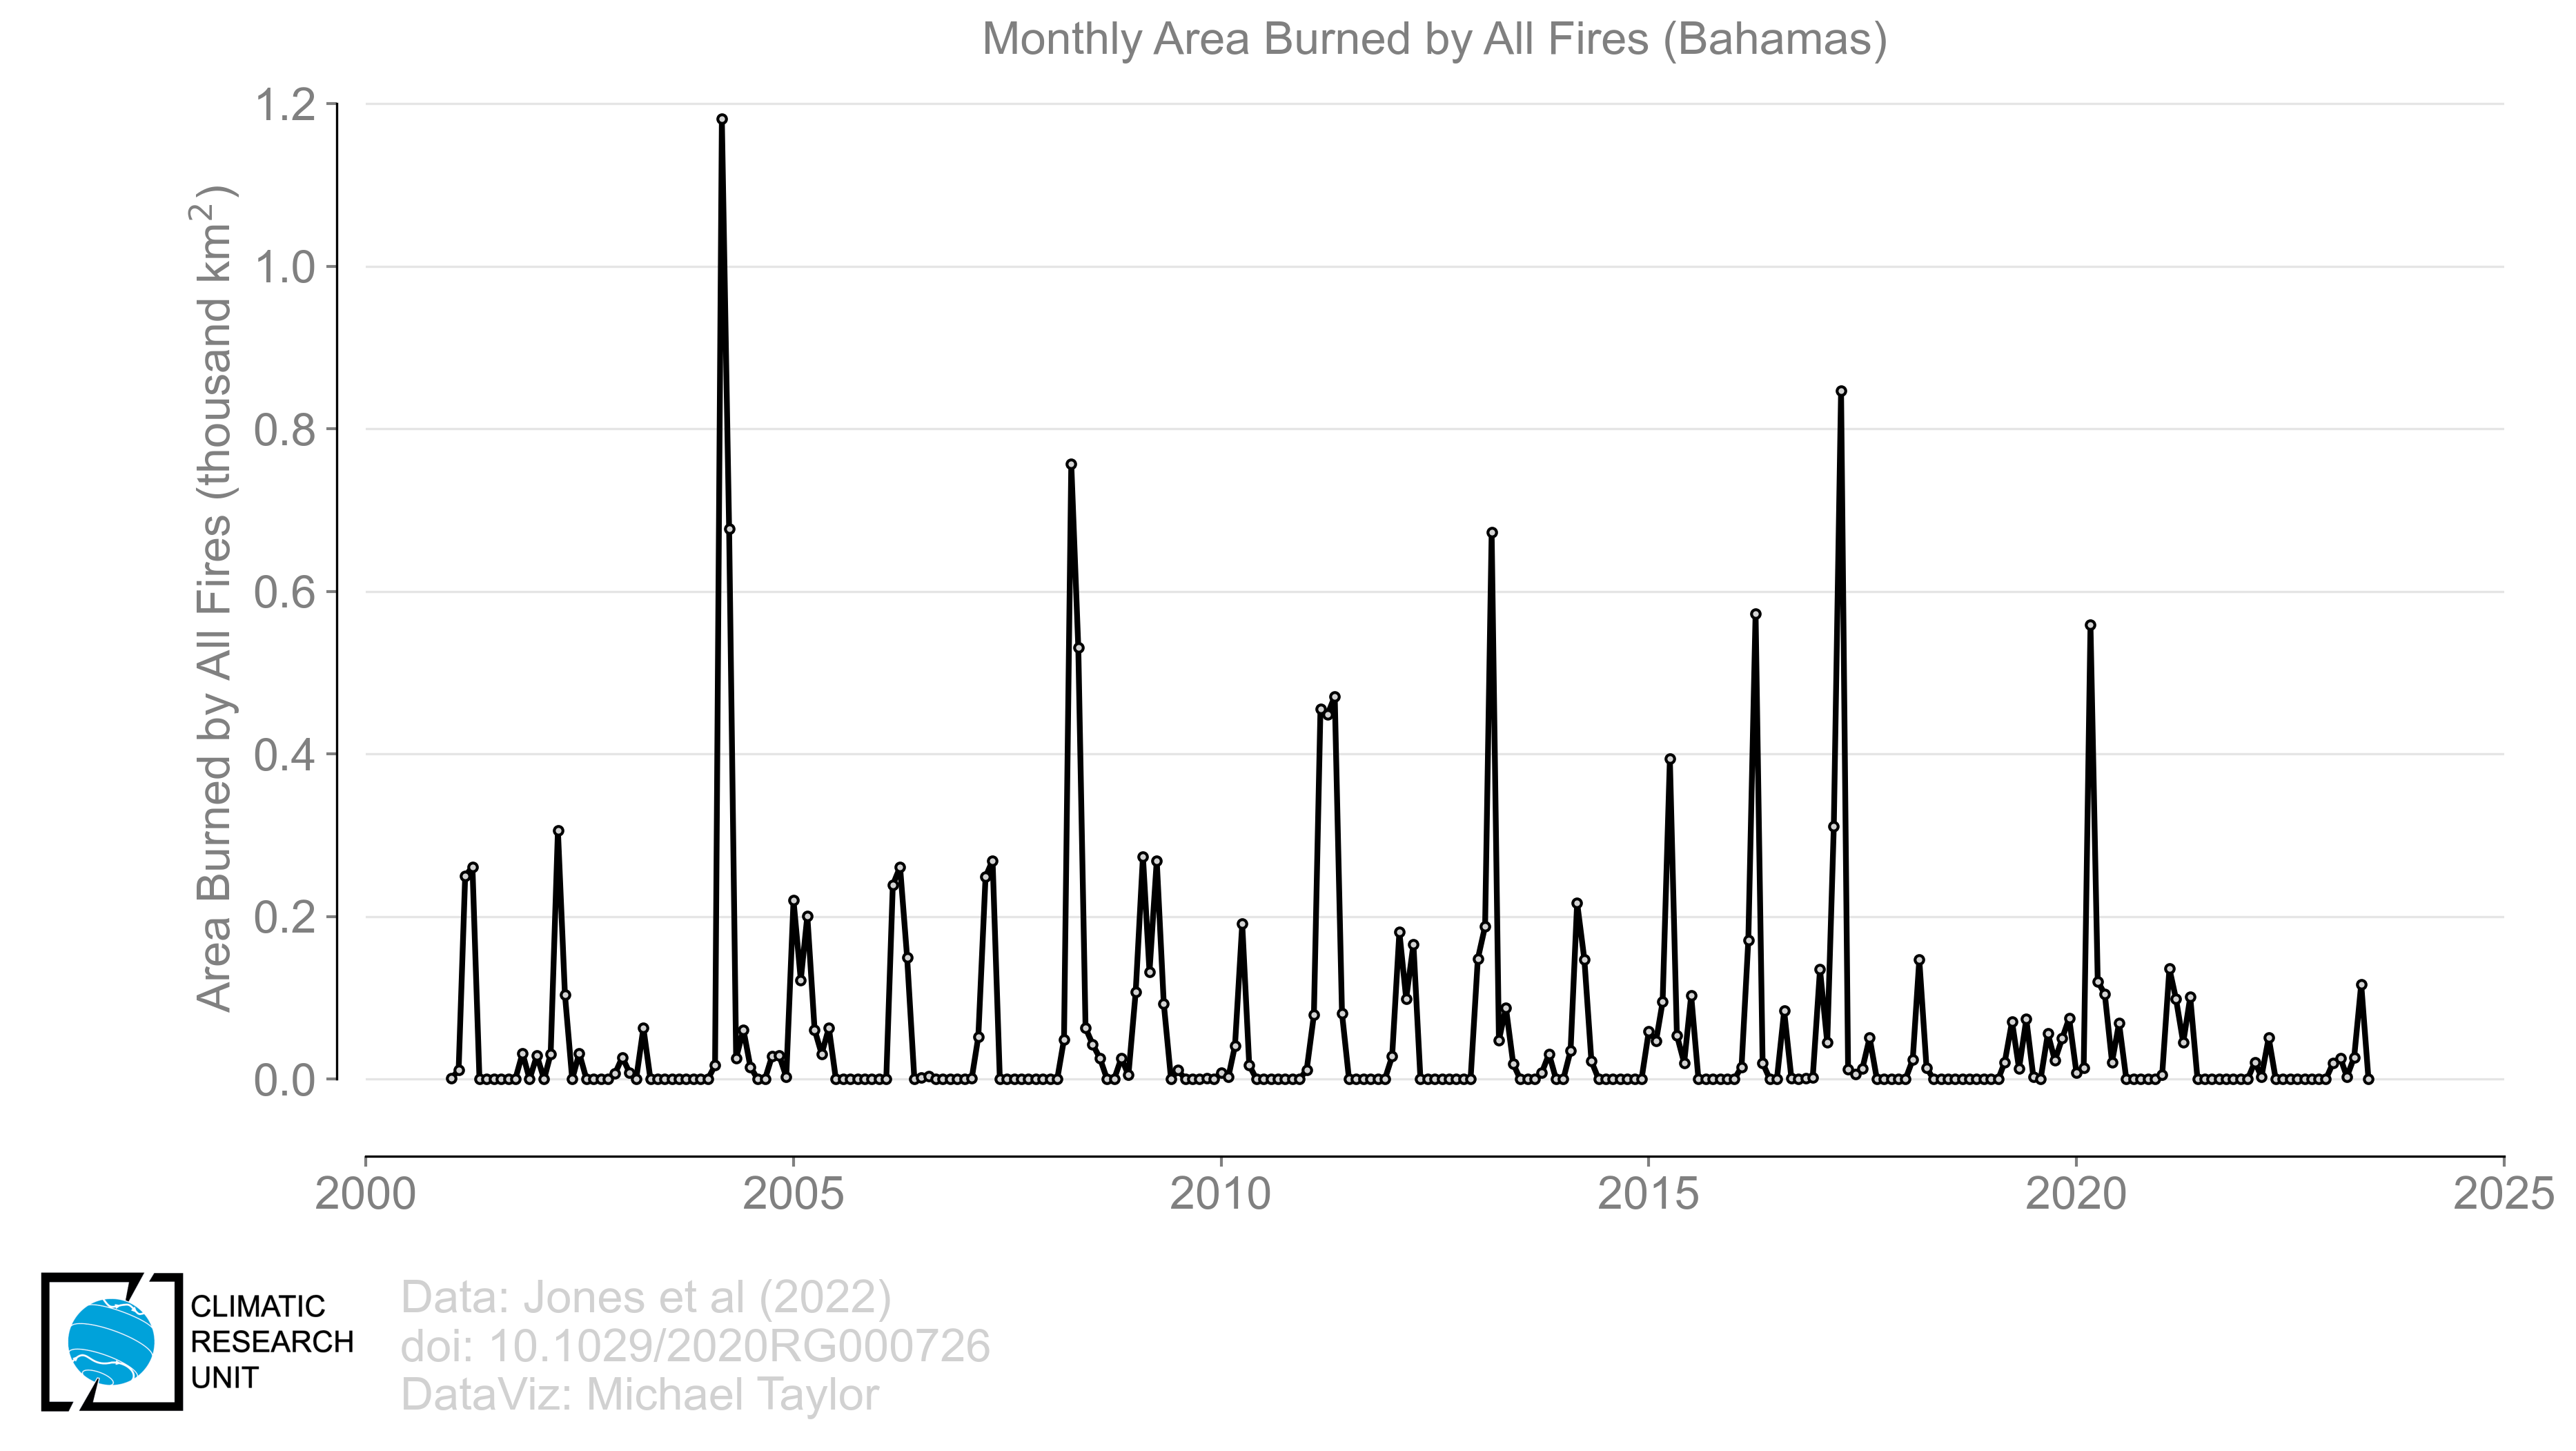 Monthly Area Burned by All Fires (Bahamas)
Area Burned by All Fires (thousand km²)
1.2
1.0
0.8
0.6
0.4
0.2
0.0
2000
2005
2010
2015
2020
2025
CLIMATIC
RESEARCH
UNIT
Data: Jones et al (2022)
doi: 10.1029/2020RG000726
DataViz: Michael Taylor